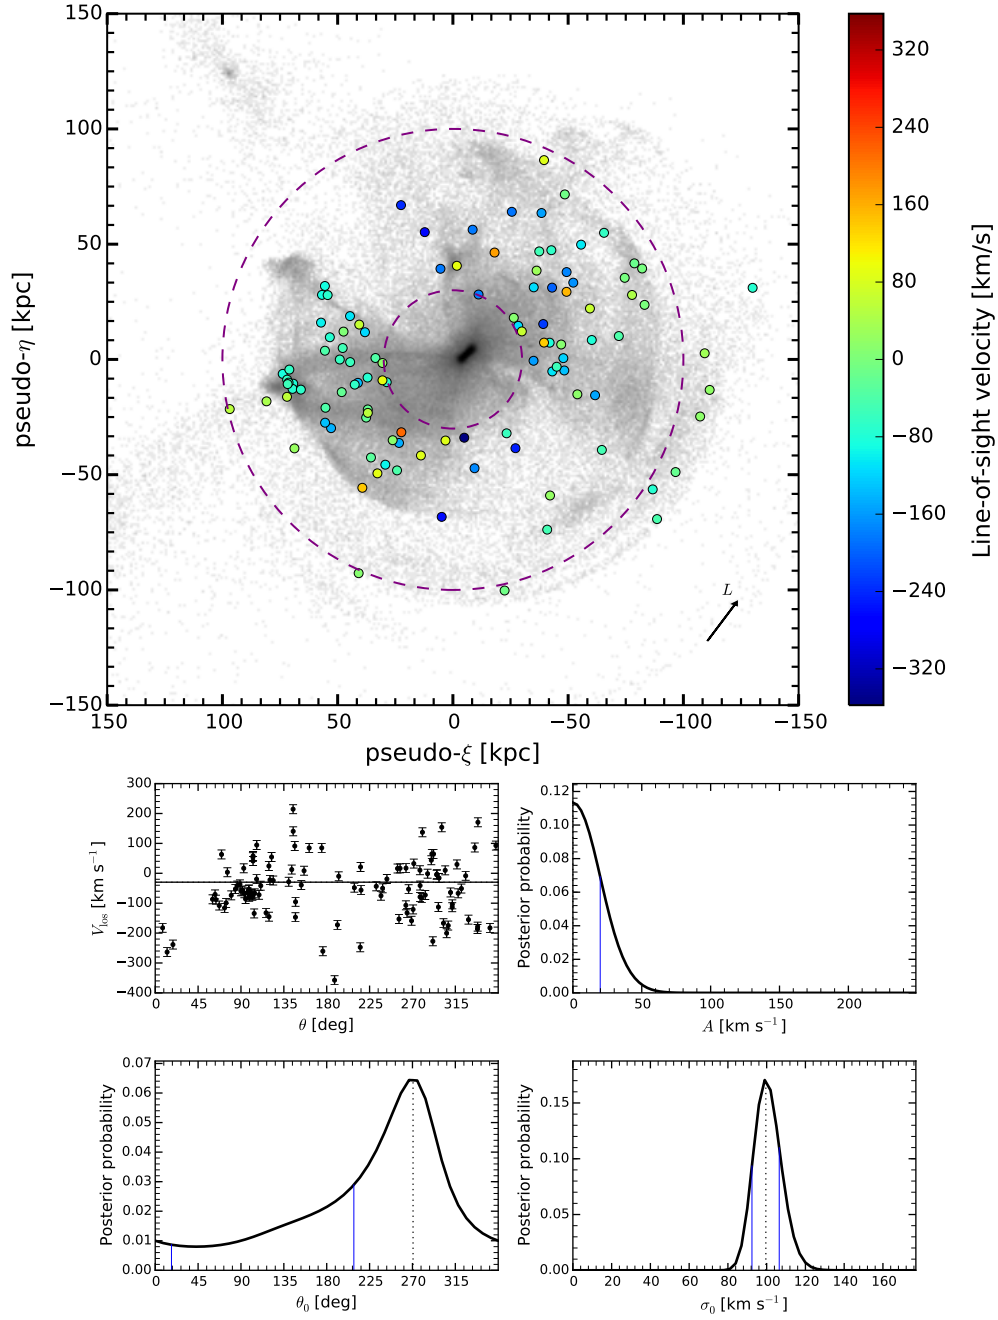 150
100
50
0
−50
−100
−150
150 100 50 0 −50 −100 −150
pseudo-η [kpc]
pseudo-ξ [kpc]
L
320
240
160
80
0
−80
−160
−240
−320
Line-of-sight velocity [km/s]
300
200
100
0
−100
−200
−300
−400
0 45 90 135 180 225 270 315
V_los [km s⁻¹]
θ [deg]
0.12
0.10
0.08
0.06
0.04
0.02
0.00
0 50 100 150 200
Posterior probability
A [km s⁻¹]
0.07
0.06
0.05
0.04
0.03
0.02
0.01
0.00
0 45 90 135 180 225 270 315
Posterior probability
θ₀ [deg]
0.15
0.10
0.05
0.00
0 20 40 60 80 100 120 140 160
Posterior probability
σ₀ [km s⁻¹]